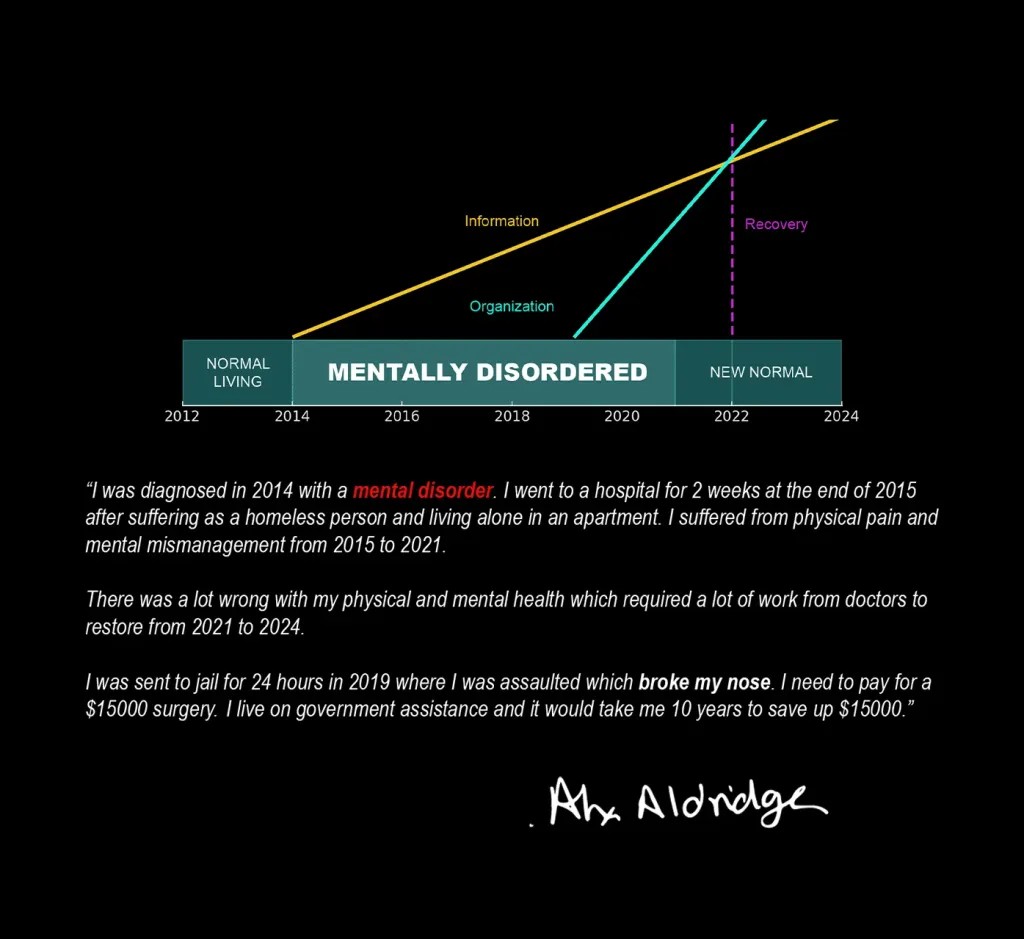 Information
Recovery
Organization
NORMAL
LIVING
MENTALLY DISORDERED
NEW NORMAL
2012 2014 2016 2018 2020 2022 2024
“I was diagnosed in 2014 with a mental disorder. I went to a hospital for 2 weeks at the end of 2015
after suffering as a homeless person and living alone in an apartment. I suffered from physical pain and
mental mismanagement from 2015 to 2021.
There was a lot wrong with my physical and mental health which required a lot of work from doctors to
restore from 2021 to 2024.
I was sent to jail for 24 hours in 2019 where I was assaulted which broke my nose. I need to pay for a
$15000 surgery. I live on government assistance and it would take me 10 years to save up $15000.”
Aldridge